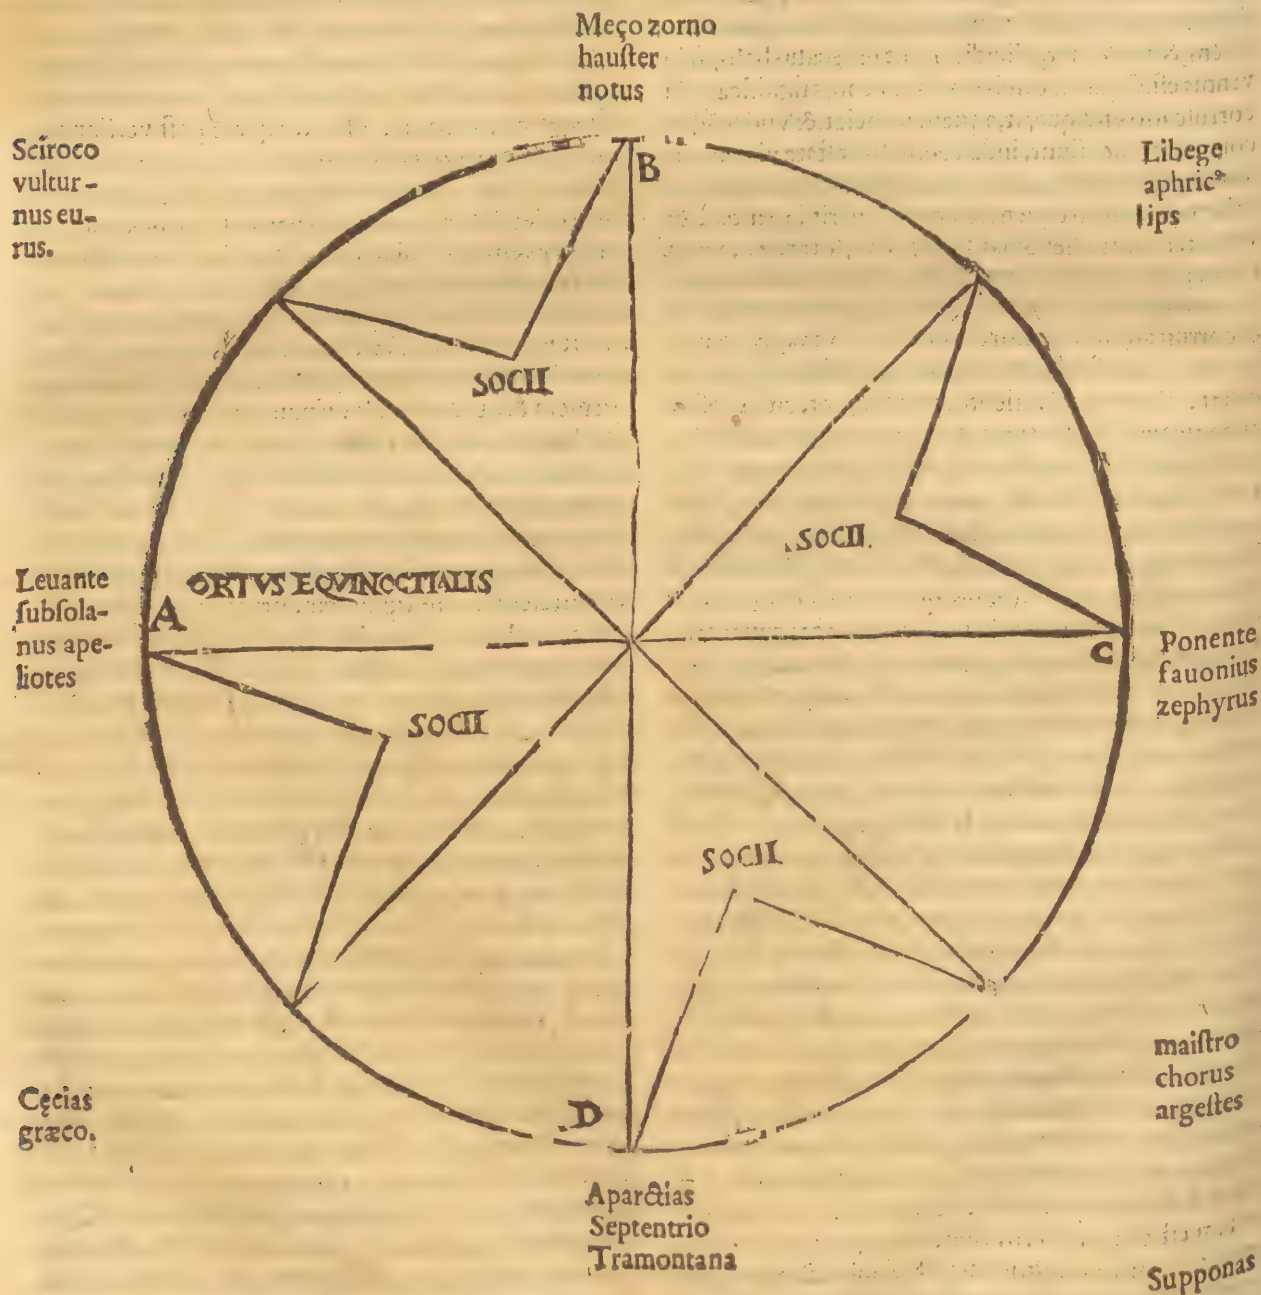 Meço zorno
hauſter
notus
Sciroco
vultur-
nus eu-
rus.
B
Libege
aphricꝰ
lips
SOCII
SOCII
Leuante
ſubſola-
nus ape-
liotes
ORTVS EQVINOCTIALIS
A
C
Ponente
fauonius
zephyrus
SOCII
SOCII
maiſtro
chorus
argeſtes
Cęcias
græco.
D
Aparctias
Septentrio
Tramontana
Supponas